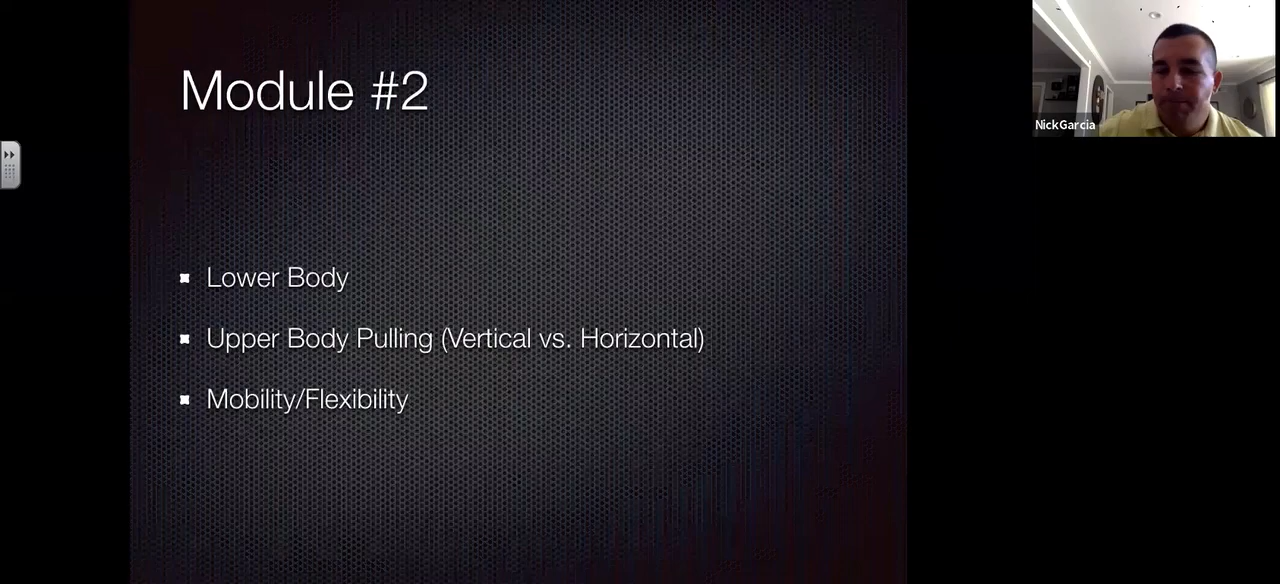 Module #2
NickGarcia
Lower Body
Upper Body Pulling (Vertical vs. Horizontal)
Mobility/Flexibility